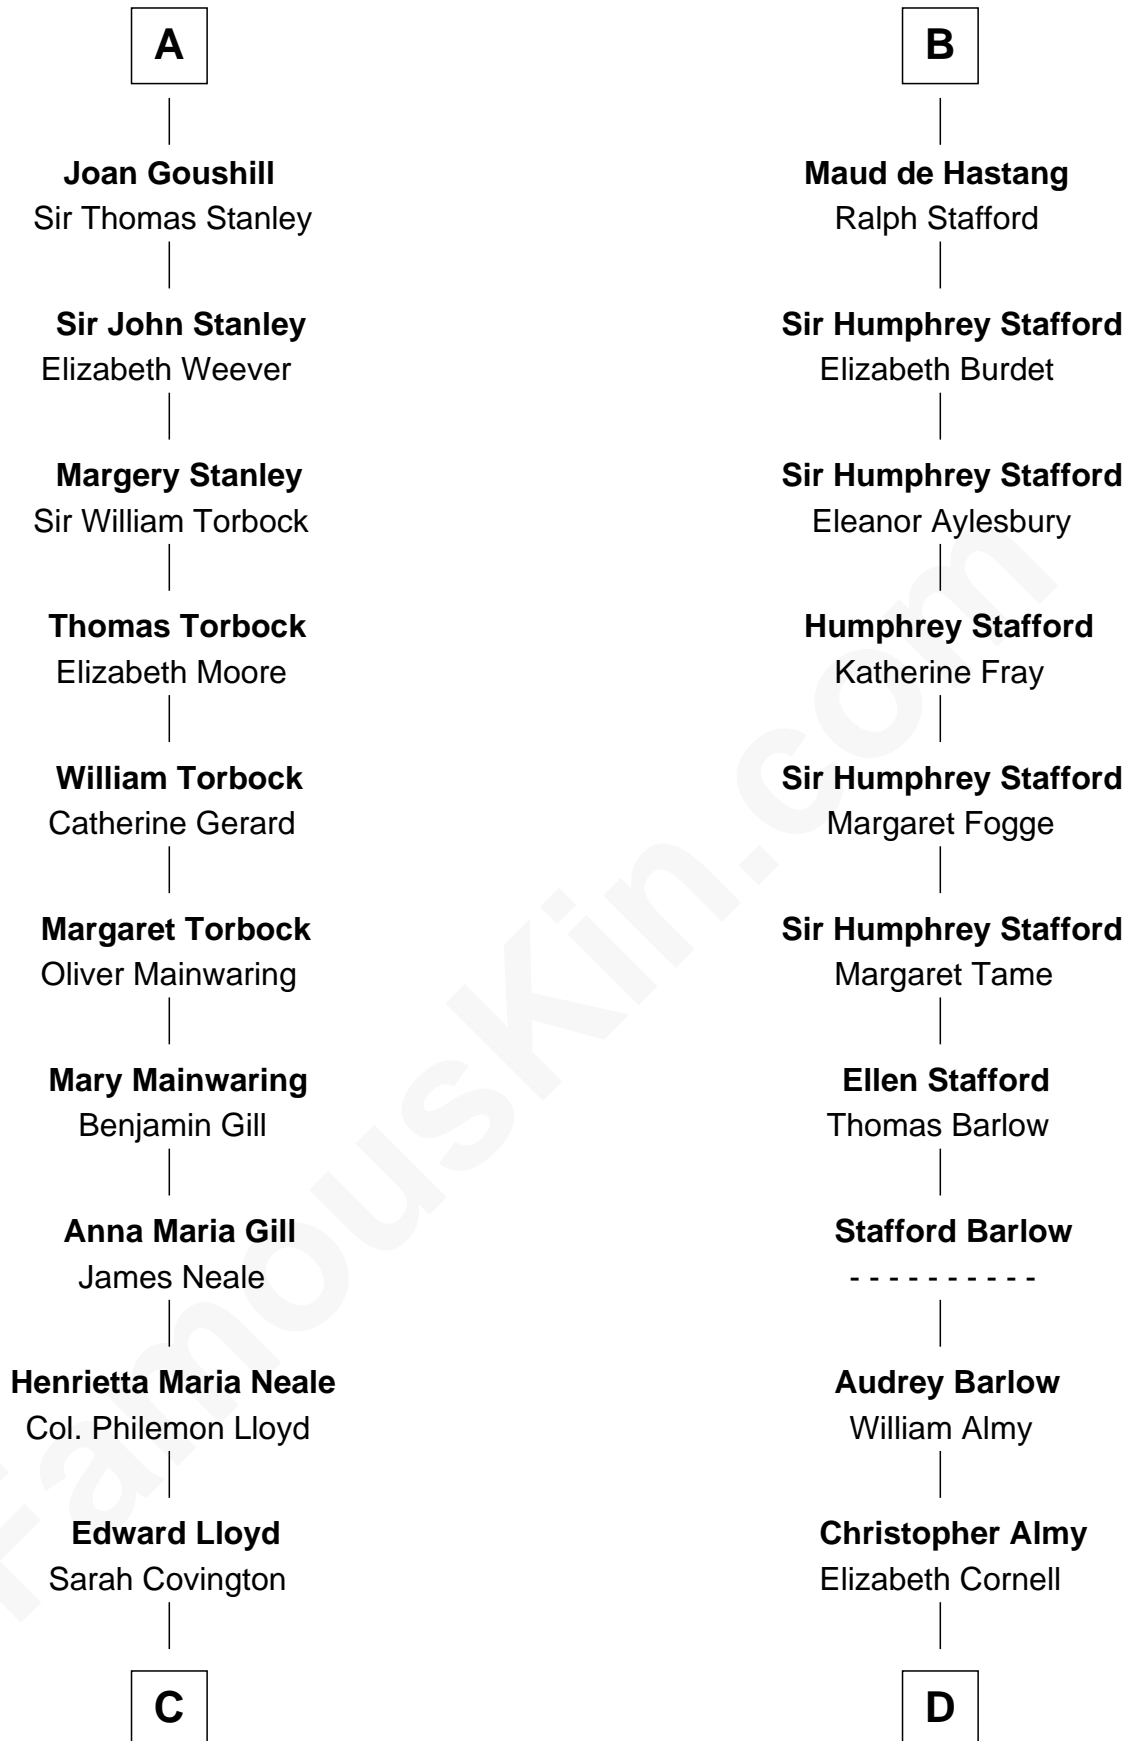 A
Joan Goushill
Sir Thomas Stanley
Sir John Stanley
Elizabeth Weever
Margery Stanley
Sir William Torbock
Thomas Torbock
Elizabeth Moore
William Torbock
Catherine Gerard
Margaret Torbock
Oliver Mainwaring
Mary Mainwaring
Benjamin Gill
Anna Maria Gill
James Neale
Henrietta Maria Neale
Col. Philemon Lloyd
Edward Lloyd
Sarah Covington
C
B
Maud de Hastang
Ralph Stafford
Sir Humphrey Stafford
Elizabeth Burdet
Sir Humphrey Stafford
Eleanor Aylesbury
Humphrey Stafford
Katherine Fray
Sir Humphrey Stafford
Margaret Fogge
Sir Humphrey Stafford
Margaret Tame
Ellen Stafford
Thomas Barlow
Stafford Barlow
- - - - - - - - - -
Audrey Barlow
William Almy
Christopher Almy
Elizabeth Cornell
D
FamousKin.com